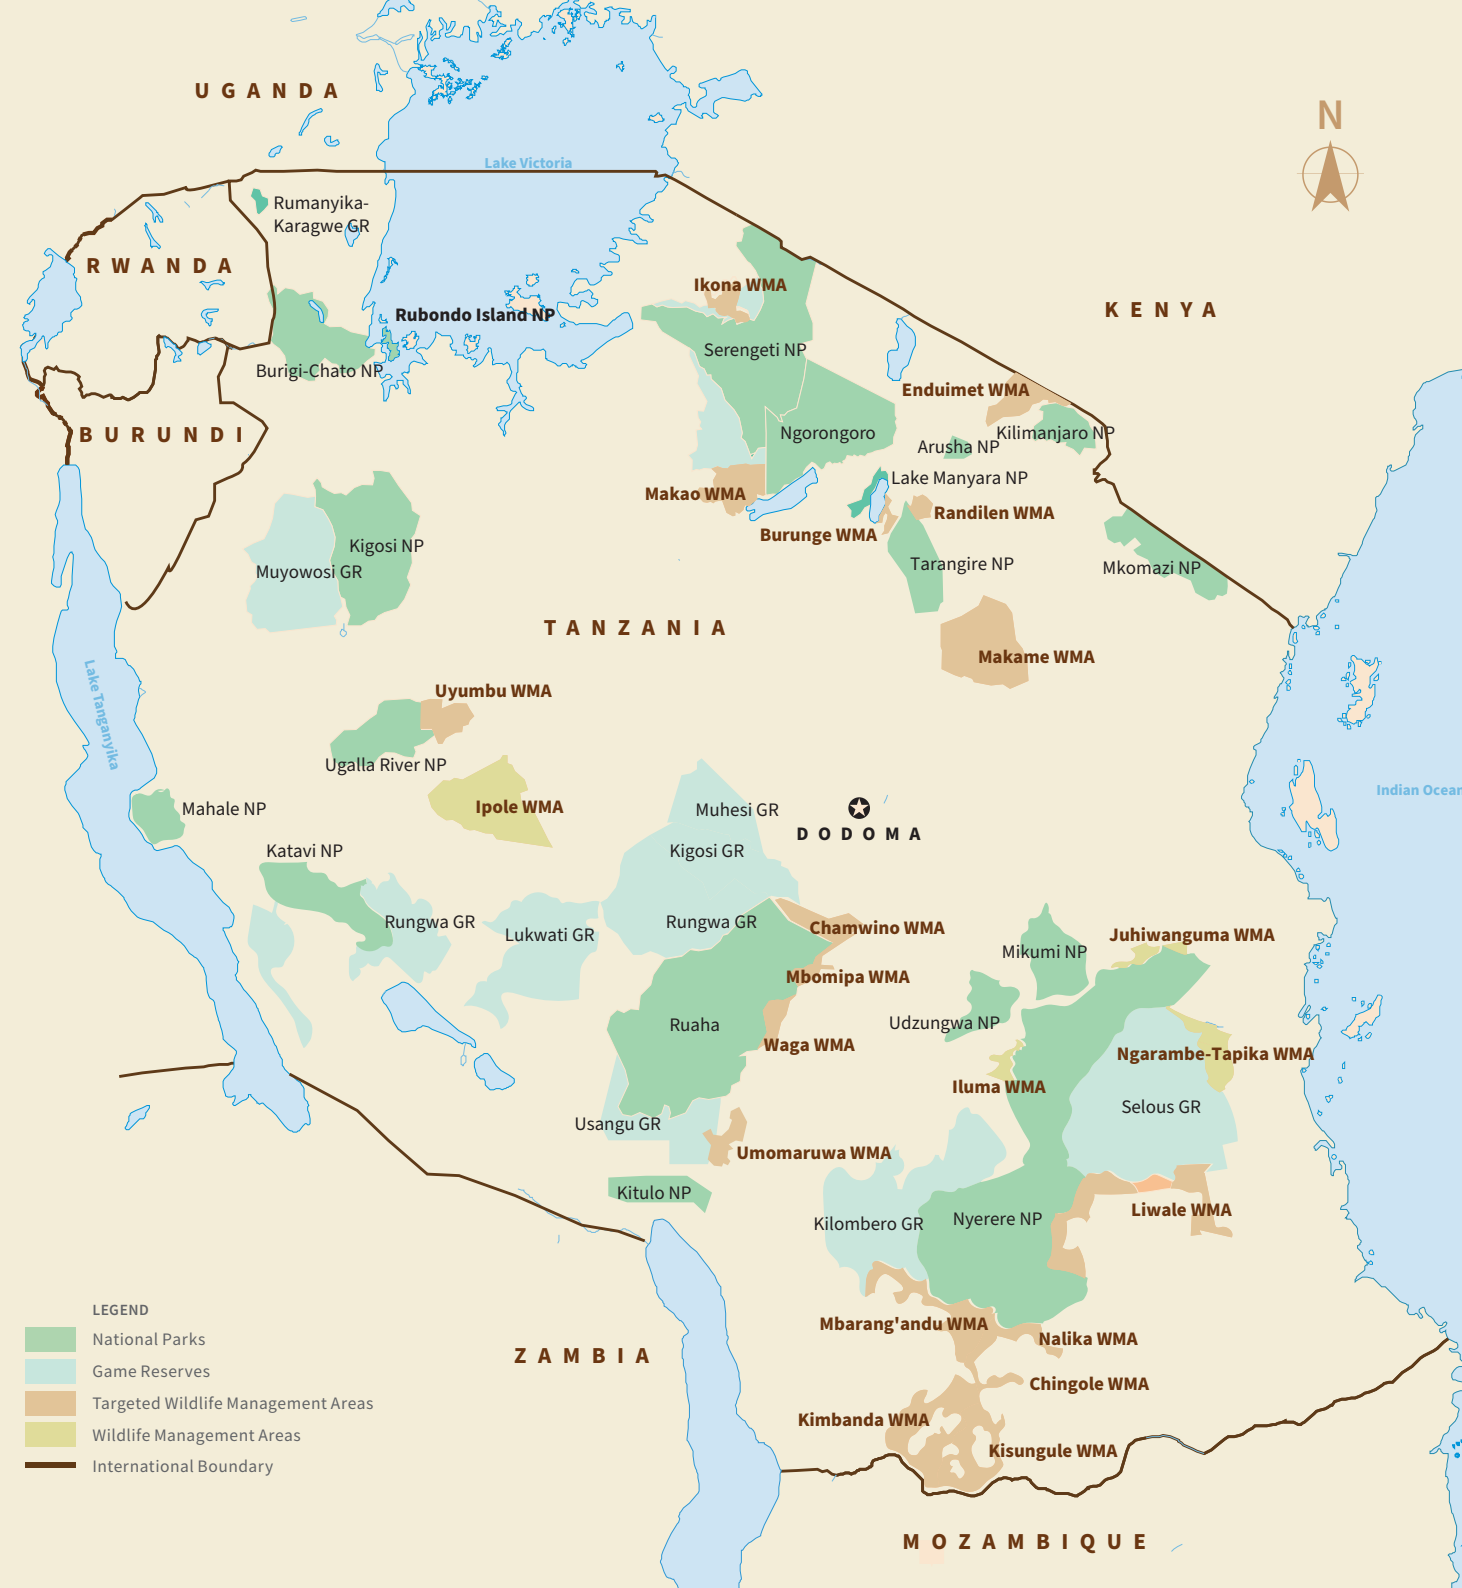 UGANDA
N
Lake Victoria
Rumanyika-
Karagwe GR
RWANDA
Ikona WMA
KENYA
Rubondo Island NP
Serengeti NP
Burigi-Chato NP
Enduimet WMA
BURUNDI
Ngorongoro
Kilimanjaro NP
Arusha NP
Lake Manyara NP
Makao WMA
Randilen WMA
Burunge WMA
Kigosi NP
Muyowosi GR
Tarangire NP
Mkomazi NP
TANZANIA
Makame WMA
Lake Tanganyika
Uyumbu WMA
Ugalla River NP
Indian Ocean
Mahale NP
Ipole WMA
Muhesi GR
DODOMA
Katavi NP
Kigosi GR
Rungwa GR
Lukwati GR
Rungwa GR
Chamwino WMA
Juhiwanguma WMA
Mikumi NP
Mbomipa WMA
Ruaha
Udzungwa NP
Waga WMA
Ngarambe-Tapika WMA
Iluma WMA
Selous GR
Usangu GR
Umomaruwa WMA
Kitulo NP
Liwale WMA
Kilombero GR
Nyerere NP
LEGEND
National Parks
Game Reserves
Targeted Wildlife Management Areas
Wildlife Management Areas
International Boundary
Mbarang'andu WMA
Nalika WMA
ZAMBIA
Chingole WMA
Kimbanda WMA
Kisungule WMA
MOZAMBIQUE